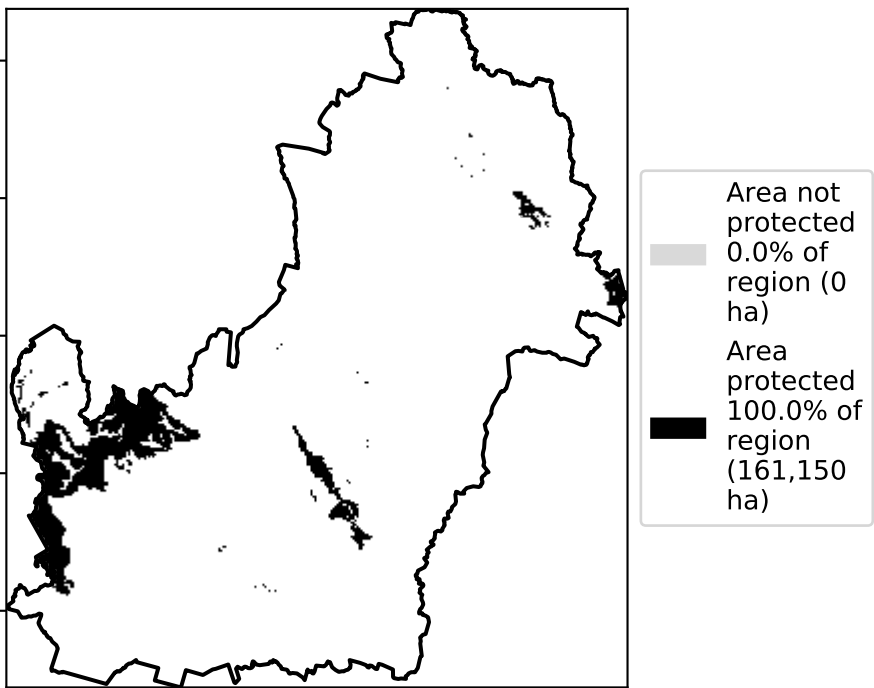 Area not
protected
0.0% of
region (0
ha)
Area
protected
100.0% of
region
(161,150
ha)